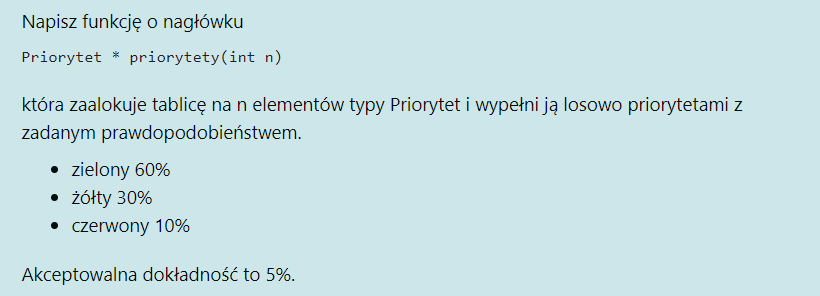 Napisz funkcję o nagłówku
Priorytet * priorytety(int n)
która zaalokuje tablicę na n elementów typy Priorytet i wypełni ją losowo priorytetami z
zadanym prawdopodobieństwem.
• zielony 60%
• żółty 30%
• czerwony 10%
Akceptowalna dokładność to 5%.